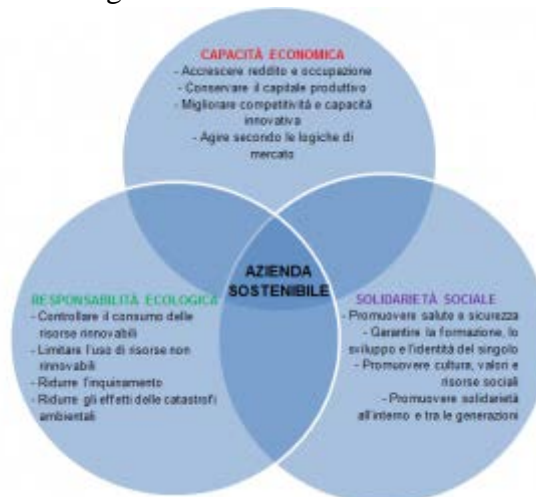 CAPACITÀ ECONOMICA
- Accrescere reddito e occupazione
- Conservare il capitale produttivo
- Migliorare competitività e capacità
innovativa
- Agire secondo le logiche di
mercato
AZIENDA
SOSTENIBILE
RESPONSABILITÀ ECOLOGICA
- Controllare il consumo delle
risorse rinnovabili
- Limitare l'uso di risorse non
rinnovabili
- Ridurre l'inquinamento
- Ridurre gli effetti delle catastrofi
ambientali
SOLIDARIETÀ SOCIALE
- Promuovere salute e sicurezza
- Garantire la formazione, lo
sviluppo e l'identità del singolo
- Promuovere cultura, valori e
risorse sociali
- Promuovere solidarietà
all'interno e tra le generazioni